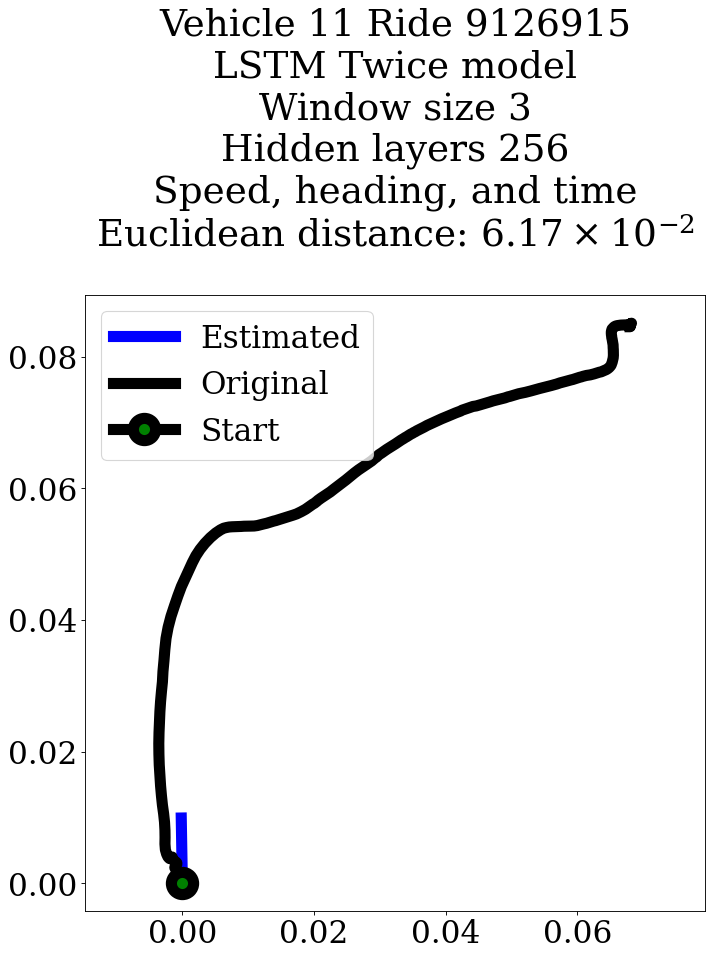 Vehicle 11 Ride 9126915
LSTM Twice model
Window size 3
Hidden layers 256
Speed, heading, and time
Euclidean distance: 6.17 × 10⁻²
Estimated
Original
Start
0.08
0.06
0.04
0.02
0.00
0.00 0.02 0.04 0.06